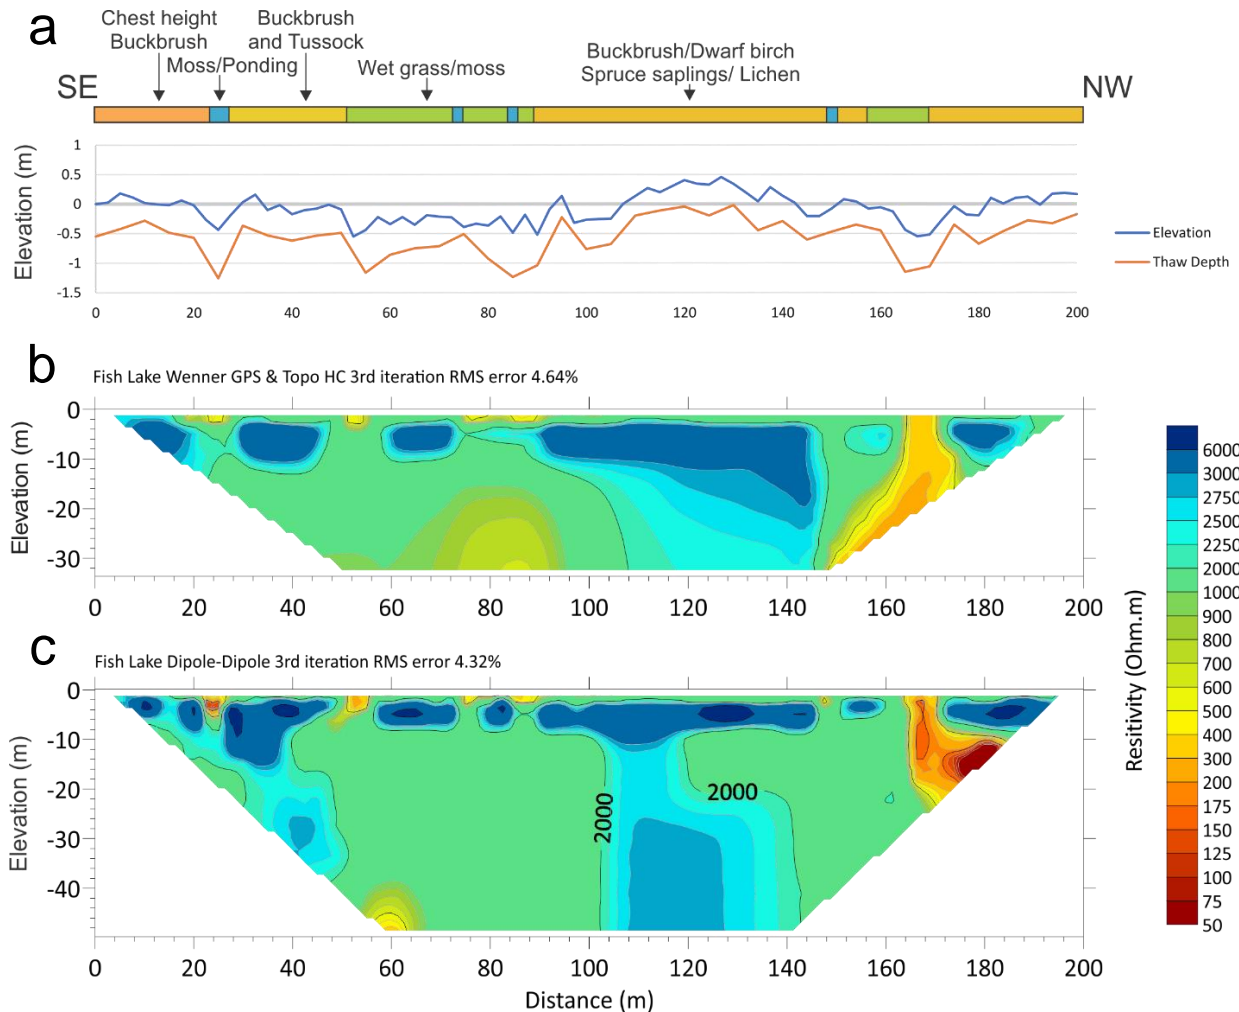 a
Chest height
Buckbrush
Moss/Ponding
Buckbrush
and Tussock
Wet grass/moss
Buckbrush/Dwarf birch
Spruce saplings/ Lichen
SE
NW
Elevation (m)
1
0.5
0
-0.5
-1
-1.5
0 20 40 60 80 100 120 140 160 180 200
Elevation
Thaw Depth
b
Fish Lake Wenner GPS & Topo HC 3rd iteration RMS error 4.64%
Elevation (m)
0
-10
-20
-30
0 20 40 60 80 100 120 140 160 180 200
c
Fish Lake Dipole-Dipole 3rd iteration RMS error 4.32%
Elevation (m)
0
-10
-20
-30
-40
2000
2000
0 20 40 60 80 100 120 140 160 180 200
Distance (m)
Resitivity (Ohm.m)
6000
3000
2750
2500
2250
2000
1000
900
800
700
600
500
400
300
200
175
150
125
100
75
50